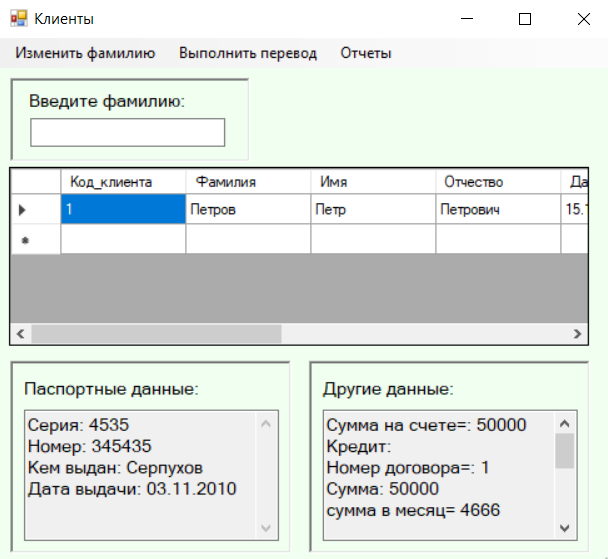 Клиенты
Изменить фамилию Выполнить перевод Отчеты
Введите фамилию:
Код_клиента Фамилия Имя Отчество Да
1 Петров Петр Петрович 15.
Паспортные данные:
Серия: 4535
Номер: 345435
Кем выдан: Серпухов
Дата выдачи: 03.11.2010
Другие данные:
Сумма на счете=: 50000
Кредит:
Номер договора=: 1
Сумма: 50000
сумма в месяц= 4666